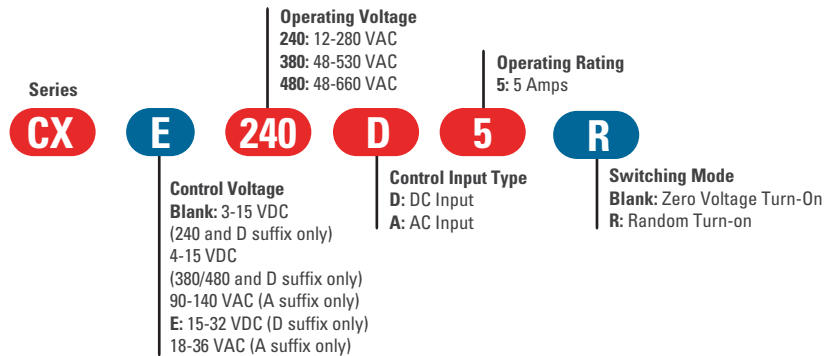 Operating Voltage
240: 12-280 VAC
380: 48-530 VAC
480: 48-660 VAC
Operating Rating
5: 5 Amps
Series
CX
E
240
D
5
R
Control Voltage
Blank: 3-15 VDC
(240 and D suffix only)
4-15 VDC
(380/480 and D suffix only)
90-140 VAC (A suffix only)
E: 15-32 VDC (D suffix only)
18-36 VAC (A suffix only)
Control Input Type
D: DC Input
A: AC Input
Switching Mode
Blank: Zero Voltage Turn-On
R: Random Turn-on